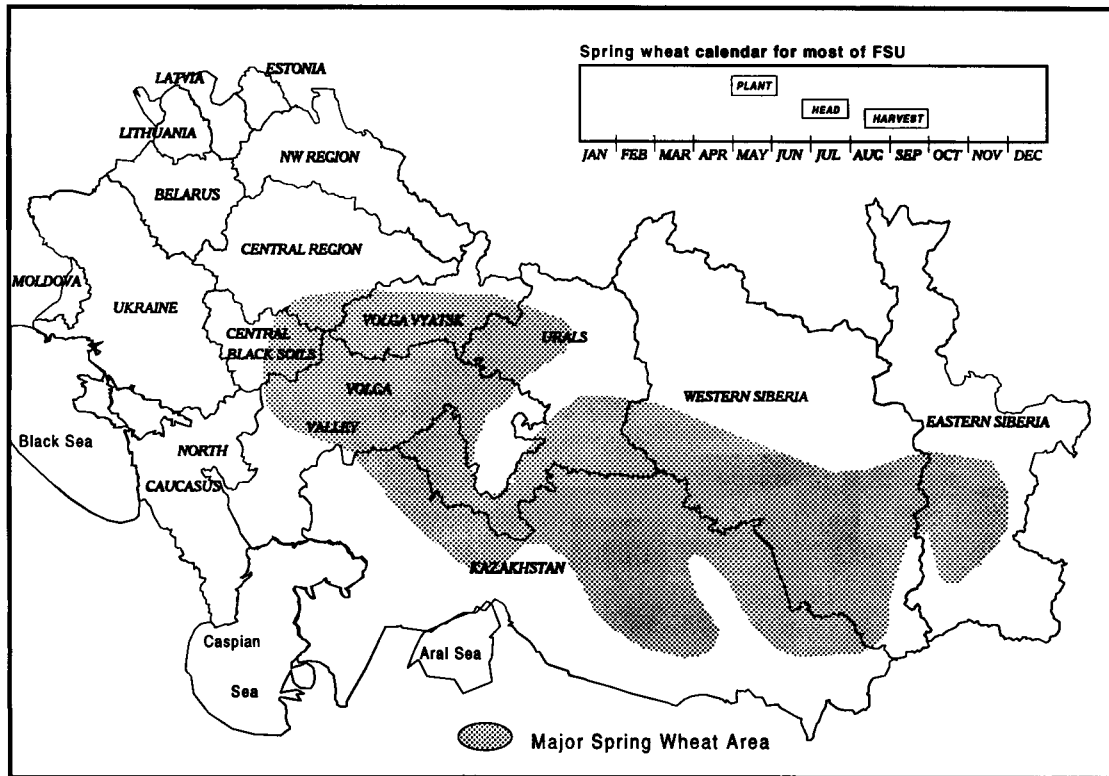 Spring wheat calendar for most of FSU
PLANT
HEAD
HARVEST
JAN FEB MAR APR MAY JUN JUL AUG SEP OCT NOV DEC
ESTONIA
LATVIA
LITHUANIA
NW REGION
BELARUS
CENTRAL REGION
MOLDOVA
UKRAINE
CENTRAL
BLACK SOILS
VOLGA VYATSK
URALS
VOLGA
VALLEY
WESTERN SIBERIA
EASTERN SIBERIA
Black Sea
NORTH
CAUCASUS
KAZAKHSTAN
Caspian
Sea
Aral Sea
Major Spring Wheat Area